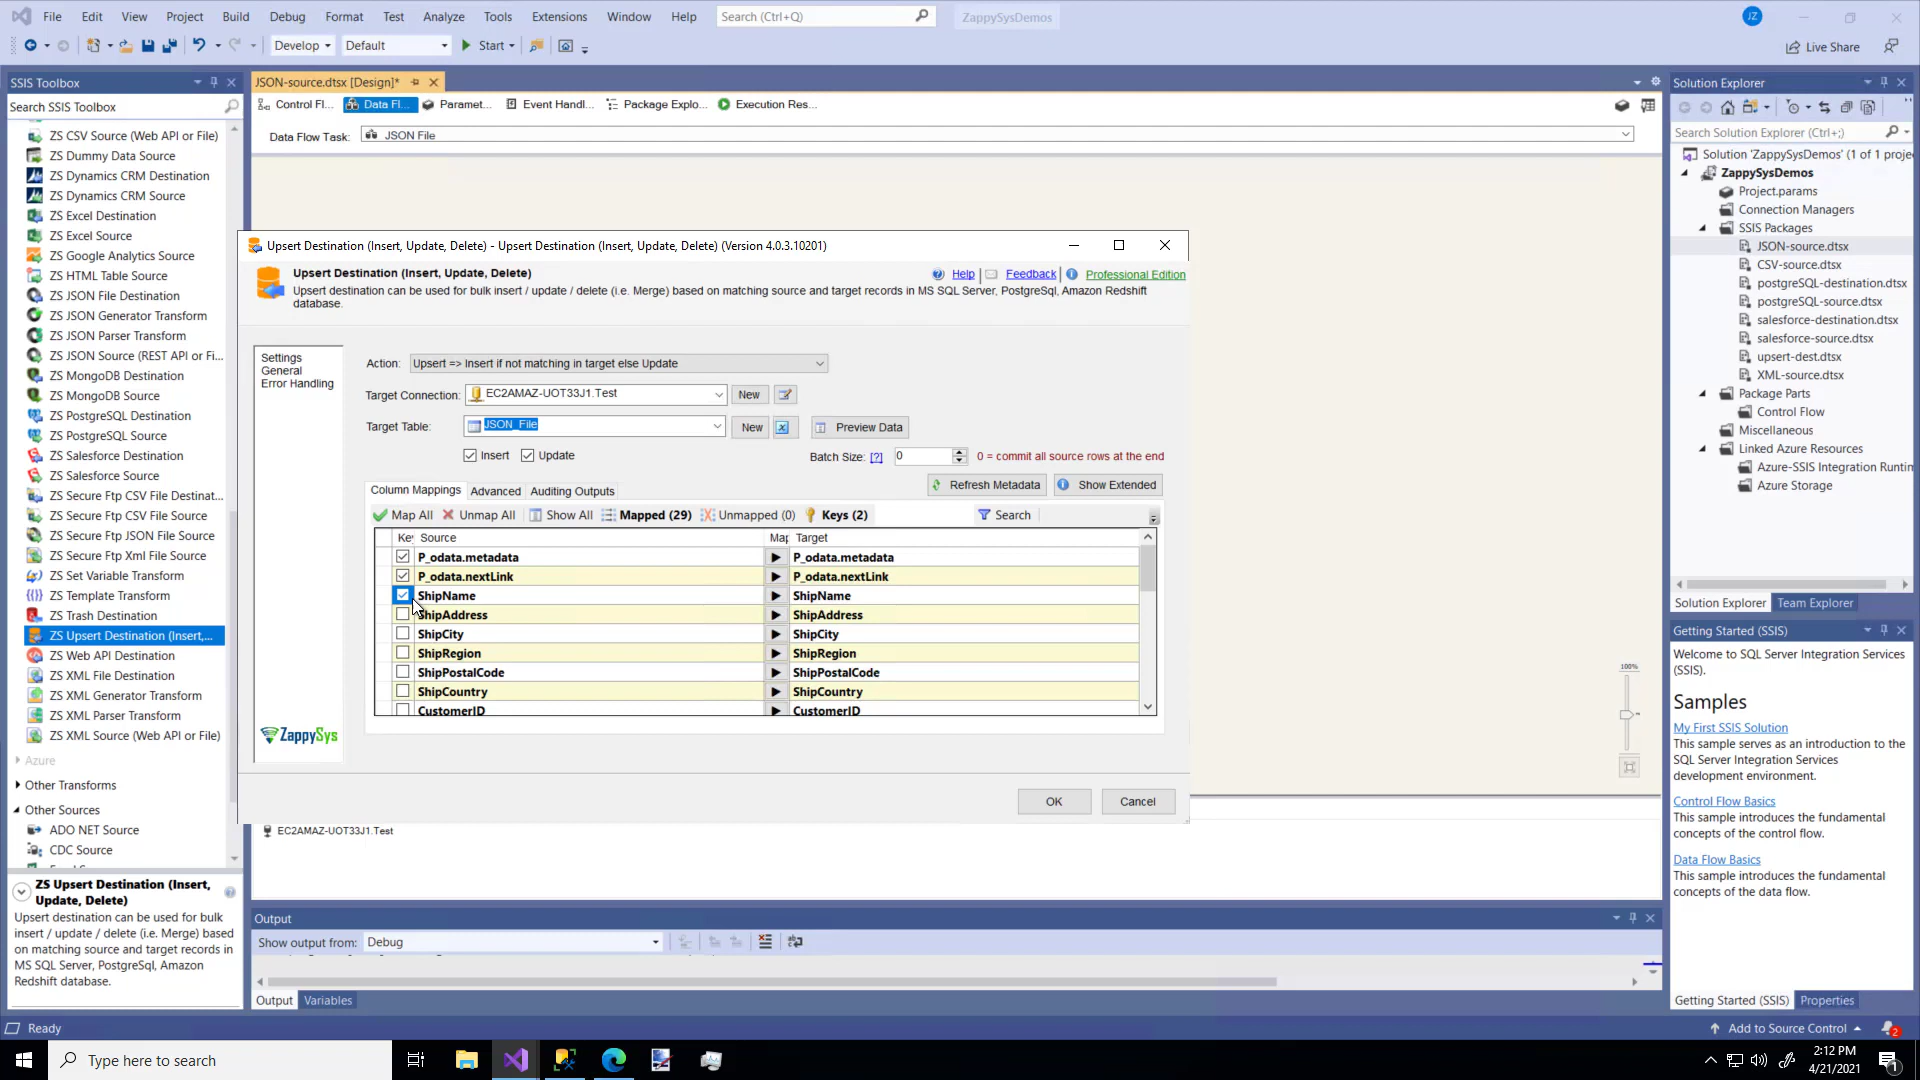 File Edit View Project Build Debug Format Test Analyze Tools Extensions Window Help Search (Ctrl+Q) ZappySysDemos JZ
Develop Default Start Live Share
SSIS Toolbox
Search SSIS Toolbox
ZS CSV Source (Web API or File)
ZS Dummy Data Source
ZS Dynamics CRM Destination
ZS Dynamics CRM Source
ZS Excel Destination
ZS Excel Source
ZS Google Analytics Source
ZS HTML Table Source
ZS JSON File Destination
ZS JSON Generator Transform
ZS JSON Parser Transform
ZS JSON Source (REST API or Fi...
ZS MongoDB Destination
ZS MongoDB Source
ZS PostgreSQL Destination
ZS PostgreSQL Source
ZS Salesforce Destination
ZS Salesforce Source
ZS Secure Ftp CSV File Destinat...
ZS Secure Ftp CSV File Source
ZS Secure Ftp JSON File Source
ZS Secure Ftp Xml File Source
ZS Set Variable Transform
ZS Template Transform
ZS Trash Destination
ZS Upsert Destination (Insert,...
ZS Web API Destination
ZS XML File Destination
ZS XML Generator Transform
ZS XML Parser Transform
ZS XML Source (Web API or File)
Azure
Other Transforms
Other Sources
ADO NET Source
CDC Source
ZS Upsert Destination (Insert,
Update, Delete)
Upsert destination can be used for bulk
insert / update / delete (i.e. Merge) based
on matching source and target records in
MS SQL Server, PostgreSql, Amazon
Redshift database.
JSON-source.dtsx [Design]*
Control Fl... Data Fl... Paramet... Event Handl... Package Explo... Execution Res...
Data Flow Task: JSON File
Upsert Destination (Insert, Update, Delete) - Upsert Destination (Insert, Update, Delete) (Version 4.0.3.10201)
Upsert Destination (Insert, Update, Delete)
Help Feedback Professional Edition
Upsert destination can be used for bulk insert / update / delete (i.e. Merge) based on matching source and target records in MS SQL Server, PostgreSql, Amazon Redshift
database.
Settings
General
Error Handling
ZappySys
Action: Upsert => Insert if not matching in target else Update
Target Connection: EC2AMAZ-UOT33J1.Test New
Target Table: JSON_File New Preview Data
Insert Update Batch Size: [?] 0 0 = commit all source rows at the end
Column Mappings Advanced Auditing Outputs Refresh Metadata Show Extended
Map All Unmap All Show All Mapped (29) Unmapped (0) Keys (2) Search
Key Source Map Target
P_odata.metadata P_odata.metadata
P_odata.nextLink P_odata.nextLink
ShipName ShipName
ShipAddress ShipAddress
ShipCity ShipCity
ShipRegion ShipRegion
ShipPostalCode ShipPostalCode
ShipCountry ShipCountry
CustomerID CustomerID
OK Cancel
EC2AMAZ-UOT33J1.Test
100%
Output
Show output from: Debug
Output Variables
Solution Explorer
Search Solution Explorer (Ctrl+;)
Solution 'ZappySysDemos' (1 of 1 proje
ZappySysDemos
Project.params
Connection Managers
SSIS Packages
JSON-source.dtsx
CSV-source.dtsx
postgreSQL-destination.dtsx
postgreSQL-source.dtsx
salesforce-destination.dtsx
salesforce-source.dtsx
upsert-dest.dtsx
XML-source.dtsx
Package Parts
Control Flow
Miscellaneous
Linked Azure Resources
Azure-SSIS Integration Runtin
Azure Storage
Solution Explorer Team Explorer
Getting Started (SSIS)
Welcome to SQL Server Integration Services
(SSIS).
Samples
My First SSIS Solution
This sample serves as an introduction to the
SQL Server Integration Services
development environment.
Control Flow Basics
This sample introduces the fundamental
concepts of the control flow.
Data Flow Basics
This sample introduces the fundamental
concepts of the data flow.
Getting Started (SSIS) Properties
Ready Add to Source Control 2
Type here to search
2:12 PM
4/21/2021
1